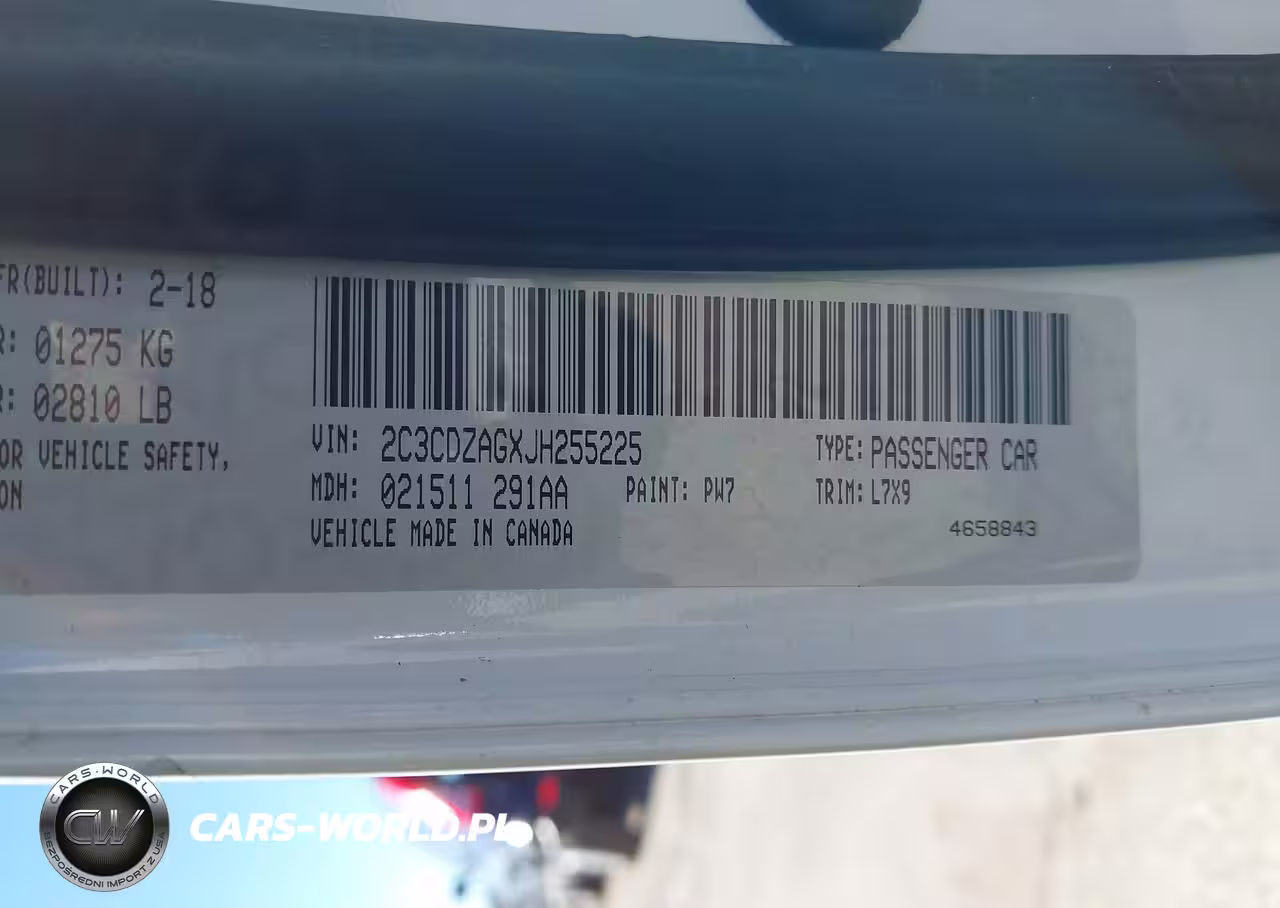 FR(BUILT): 2-18
R: 01275 KG
R: 02810 LB
OR VEHICLE SAFETY,
ON
VIN: 2C3CDZAGXJH255225
TYPE: PASSENGER CAR
MDH: 021511 291AA
PAINT: PW7
TRIM: L7X9
VEHICLE MADE IN CANADA
4658843
CARS-WORLD
CW
BEZPOŚREDNI IMPORT Z USA
CARS-WORLD.PL